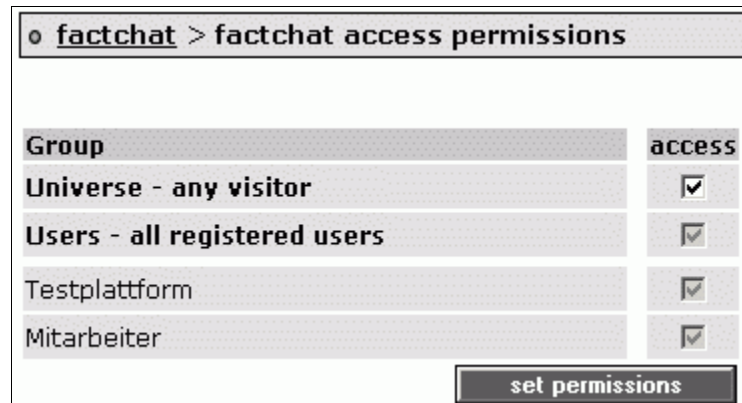 factchat > factchat access permissions
Group access
Universe - any visitor
Users - all registered users
Testplattform
Mitarbeiter
set permissions